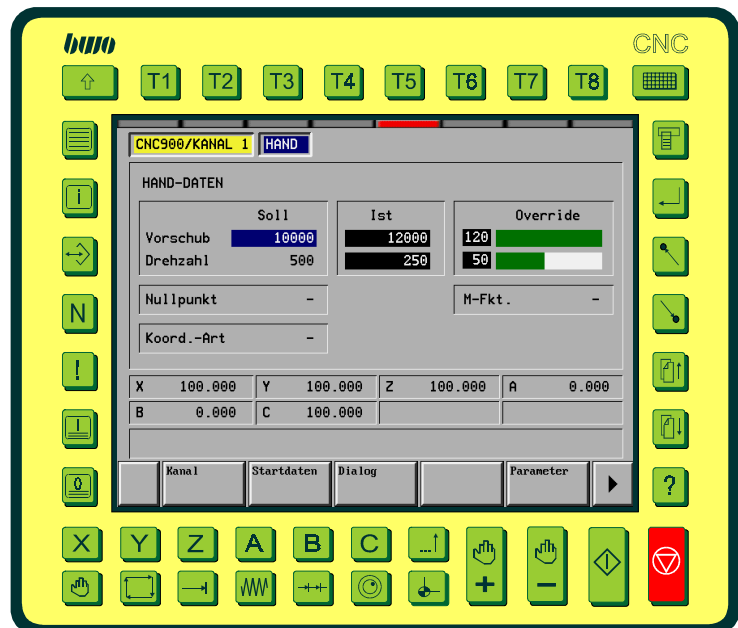 bwo
CNC
T1 T2 T3 T4 T5 T6 T7 T8
CNC900/KANAL 1 HAND
HAND-DATEN
Soll Ist Override
Vorschub 10000 12000 120
Drehzahl 500 250 50
Nullpunkt - M-Fkt. -
Koord.-Art -
X 100.000 Y 100.000 Z 100.000 A 0.000
B 0.000 C 100.000
Kanal Startdaten Dialog Parameter
i
N
!
I
0
?
X Y Z A B C ...↑
+ −